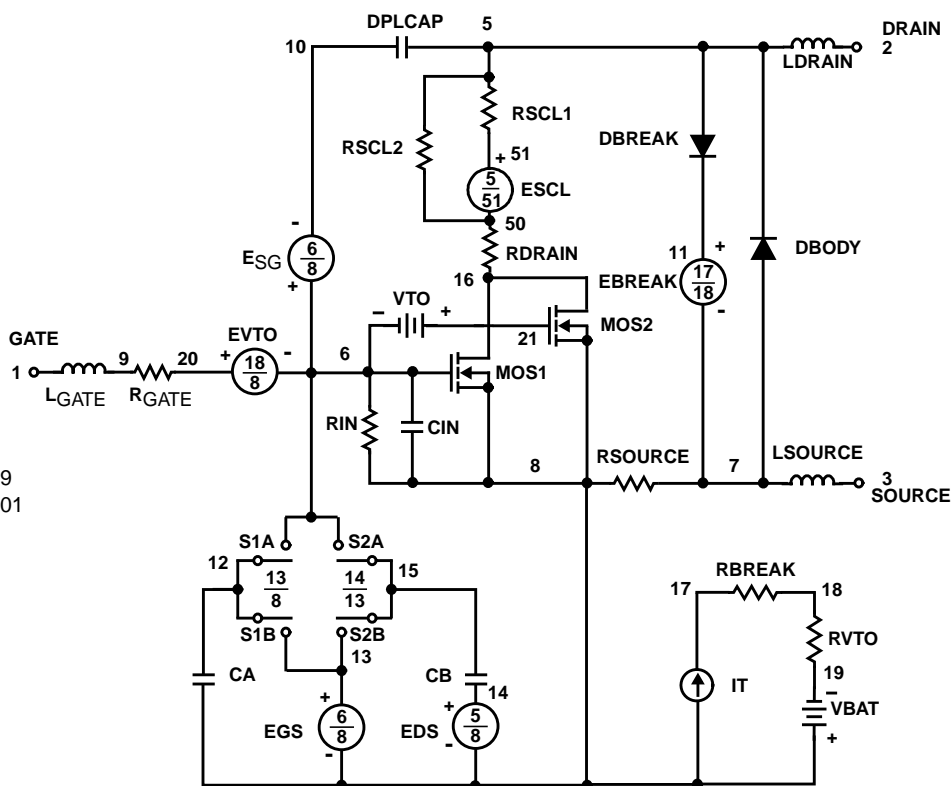 DPLCAP 5 DRAIN
10 2
LDRAIN
RSCL1
RSCL2 DBREAK
+ 51
5
51
ESCL
50
- RDRAIN 11 + DBODY
ESG 6
8
+
16 EBREAK 17
18
-
VTO
- +
MOS2
21
GATE EVTO
9 20 + 18
8
- 6
1
MOS1
LGATE RGATE
RIN CIN
LSOURCE
8 RSOURCE 7 3
SOURCE
9
01
S1A S2A
12 13
8
14
13
15
S1B S2B
13
RBREAK
17 18
RVTO
CA CB
14
19
IT
- VBAT
+
EGS + 6
8
-
EDS + 5
8
-